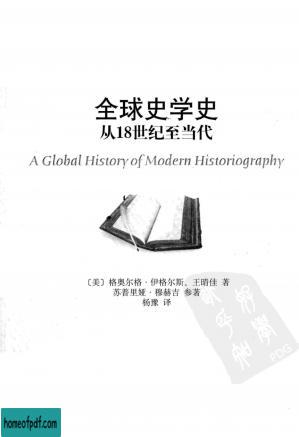 全球史学史
从18世纪至当代
A Global History of Modern Historiography
〔美〕格奥尔格·伊格尔斯、王晴佳 著
苏普里娅·穆赫吉 参著
杨豫 译
PDG
homeofpdf.com